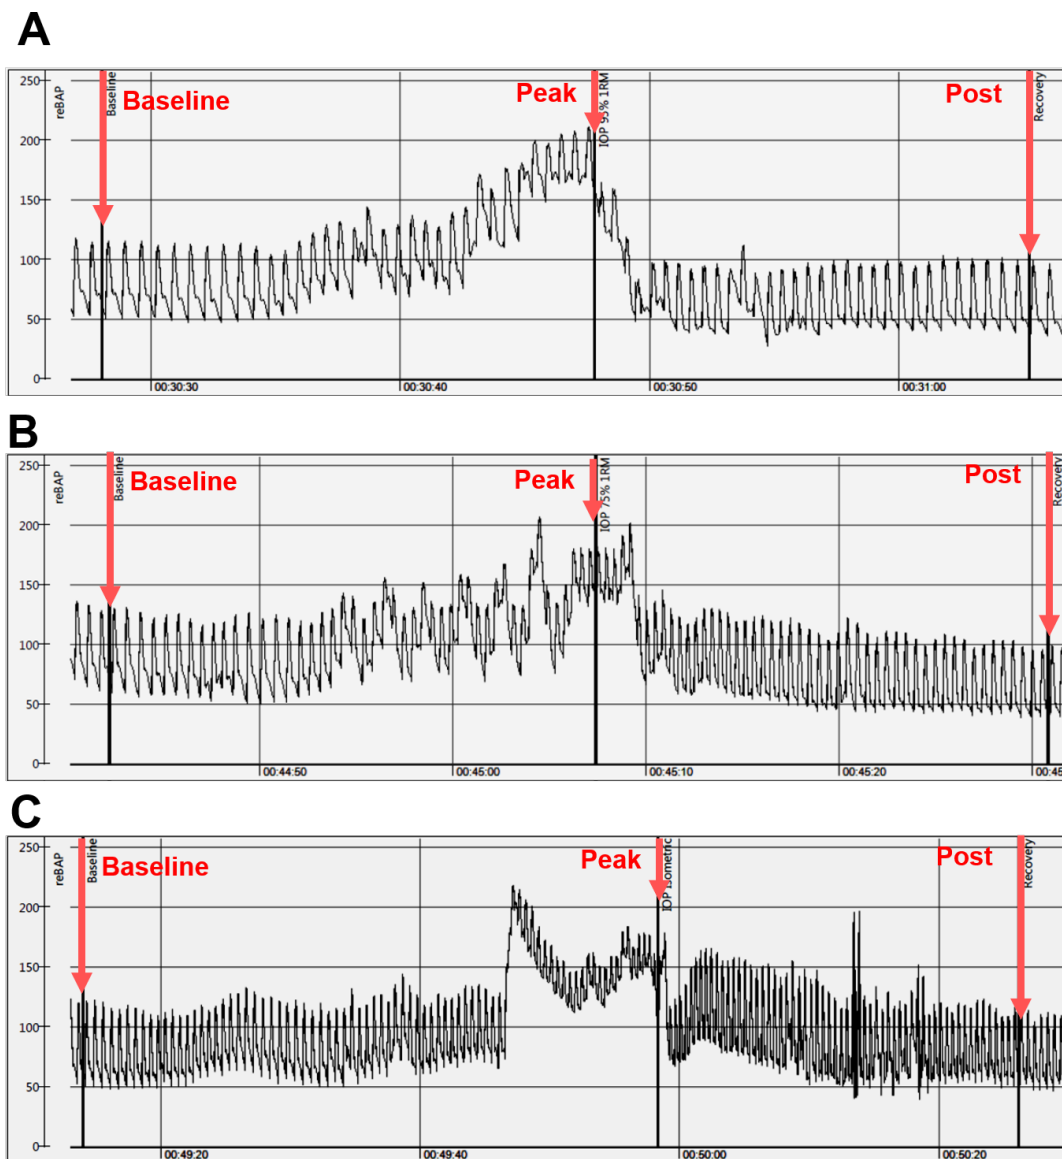 A
250
200
150
100
50
0
reBAP
Baseline
Baseline
Peak
IOP 95% 1RM
Post
Recovery
00:30:30
00:30:40
00:30:50
00:31:00
B
250
200
150
100
50
0
reBAP
Baseline
Baseline
Peak
IOP 75% 1RM
Post
Recovery
00:44:50
00:45:00
00:45:10
00:45:20
00:45
C
250
200
150
100
50
0
reBAP
Baseline
Baseline
Peak
IOP Isometric
Post
Recovery
00:49:20
00:49:40
00:50:00
00:50:20